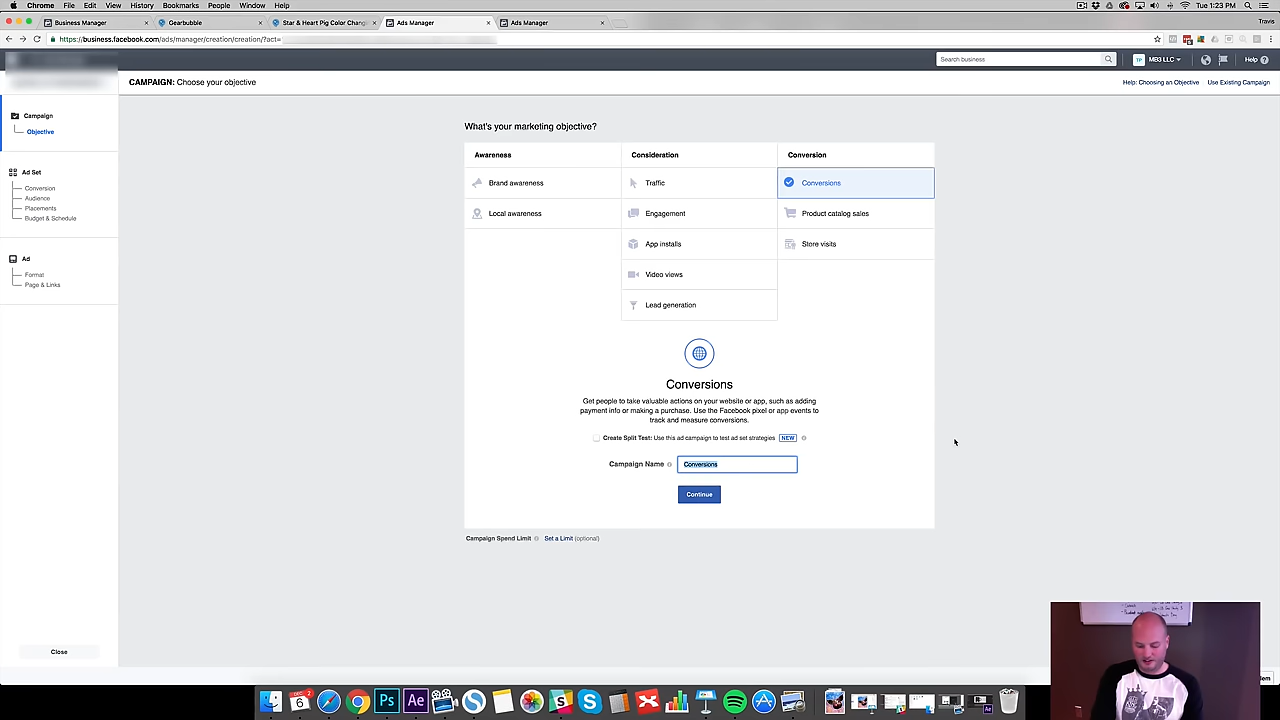 Chrome File Edit View History Bookmarks People Window Help
Tue 1:23 PM
Business Manager
Gearbubble
Star & Heart Pig Color Chang
Ads Manager
Ads Manager
Travis
https://business.facebook.com/ads/manager/creation/creation/?act=
Search business
TP
MB3 LLC
Help
CAMPAIGN: Choose your objective
Help: Choosing an Objective
Use Existing Campaign
Campaign
Objective
Ad Set
Conversion
Audience
Placements
Budget & Schedule
Ad
Format
Page & Links
Close
What's your marketing objective?
Awareness
Consideration
Conversion
Brand awareness
Traffic
Conversions
Local awareness
Engagement
Product catalog sales
App installs
Store visits
Video views
Lead generation
Conversions
Get people to take valuable actions on your website or app, such as adding
payment info or making a purchase. Use the Facebook pixel or app events to
track and measure conversions.
Create Split Test: Use this ad campaign to test ad set strategies NEW
Campaign Name
Conversions
Continue
Campaign Spend Limit
Set a Limit (optional)
6
Ps
Ae